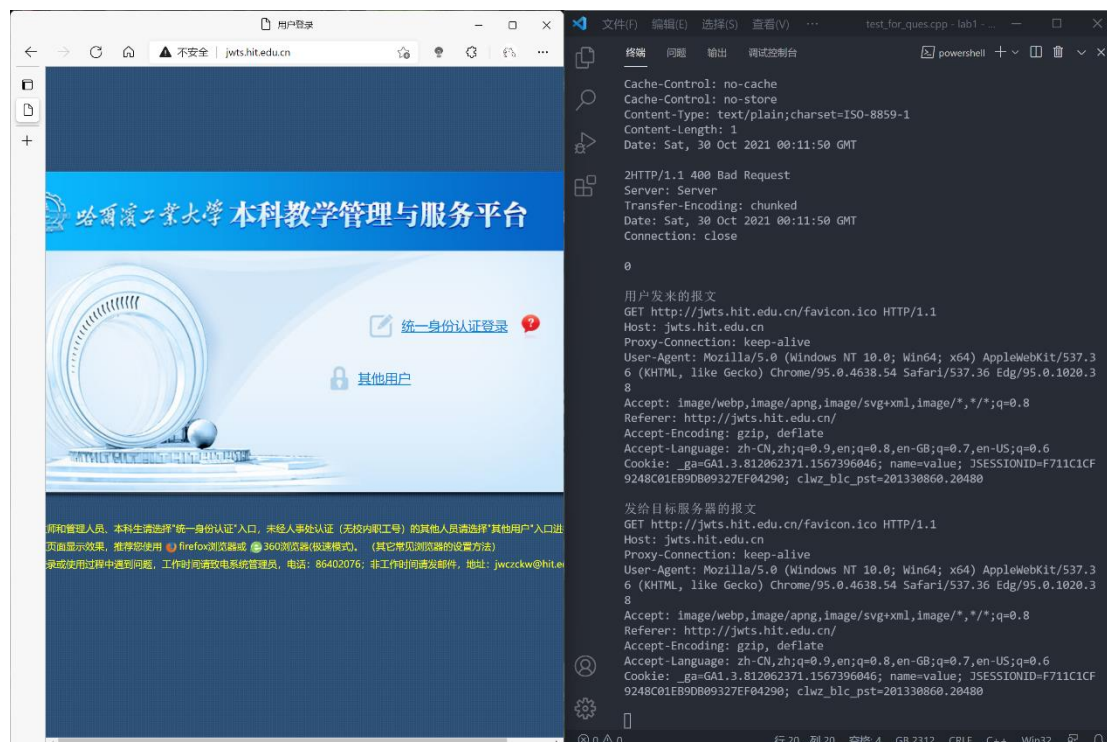 用户登录
不安全 jwts.hit.edu.cn
哈爾濱工業大學 本科教学管理与服务平台
统一身份认证登录 ?
其他用户
师和管理人员、本科生请选择"统一身份认证"入口，未经人事处认证（无校内职工号）的其他人员请选择"其他用户"入口进
页面显示效果，推荐您使用 firefox浏览器或 360浏览器(极速模式)。 （其它常见浏览器的设置方法）
录或使用过程中遇到问题，工作时间请致电系统管理员，电话：86402076；非工作时间请发邮件，地址：jwczckw@hit.e
文件(F) 编辑(E) 选择(S) 查看(V) ··· test_for_ques.cpp - lab1 - ...
终端 问题 输出 调试控制台 powershell
Cache-Control: no-cache
Cache-Control: no-store
Content-Type: text/plain;charset=ISO-8859-1
Content-Length: 1
Date: Sat, 30 Oct 2021 00:11:50 GMT
2HTTP/1.1 400 Bad Request
Server: Server
Transfer-Encoding: chunked
Date: Sat, 30 Oct 2021 00:11:50 GMT
Connection: close
0
用户发来的报文
GET http://jwts.hit.edu.cn/favicon.ico HTTP/1.1
Host: jwts.hit.edu.cn
Proxy-Connection: keep-alive
User-Agent: Mozilla/5.0 (Windows NT 10.0; Win64; x64) AppleWebKit/537.3
6 (KHTML, like Gecko) Chrome/95.0.4638.54 Safari/537.36 Edg/95.0.1020.3
8
Accept: image/webp,image/apng,image/svg+xml,image/*,*/*;q=0.8
Referer: http://jwts.hit.edu.cn/
Accept-Encoding: gzip, deflate
Accept-Language: zh-CN,zh;q=0.9,en;q=0.8,en-GB;q=0.7,en-US;q=0.6
Cookie: _ga=GA1.3.812062371.1567396046; name=value; JSESSIONID=F711C1CF
9248C01EB9DB09327EF04290; clwz_blc_pst=201330860.20480
发给目标服务器的报文
GET http://jwts.hit.edu.cn/favicon.ico HTTP/1.1
Host: jwts.hit.edu.cn
Proxy-Connection: keep-alive
User-Agent: Mozilla/5.0 (Windows NT 10.0; Win64; x64) AppleWebKit/537.3
6 (KHTML, like Gecko) Chrome/95.0.4638.54 Safari/537.36 Edg/95.0.1020.3
8
Accept: image/webp,image/apng,image/svg+xml,image/*,*/*;q=0.8
Referer: http://jwts.hit.edu.cn/
Accept-Encoding: gzip, deflate
Accept-Language: zh-CN,zh;q=0.9,en;q=0.8,en-GB;q=0.7,en-US;q=0.6
Cookie: _ga=GA1.3.812062371.1567396046; name=value; JSESSIONID=F711C1CF
9248C01EB9DB09327EF04290; clwz_blc_pst=201330860.20480
0 0 行 20, 列 20 空格: 4 GB 2312 CRLF C++ Win32